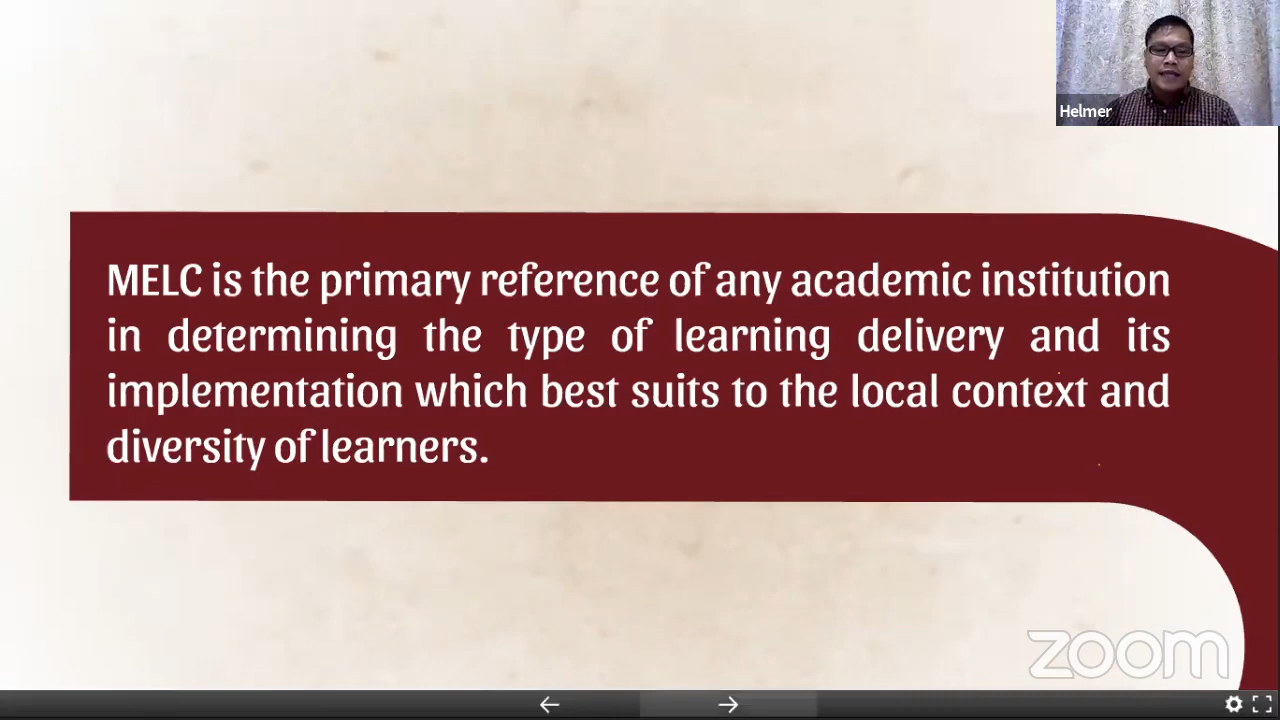 Helmer
MELC is the primary reference of any academic institution
in determining the type of learning delivery and its
implementation which best suits to the local context and
diversity of learners.
zoom